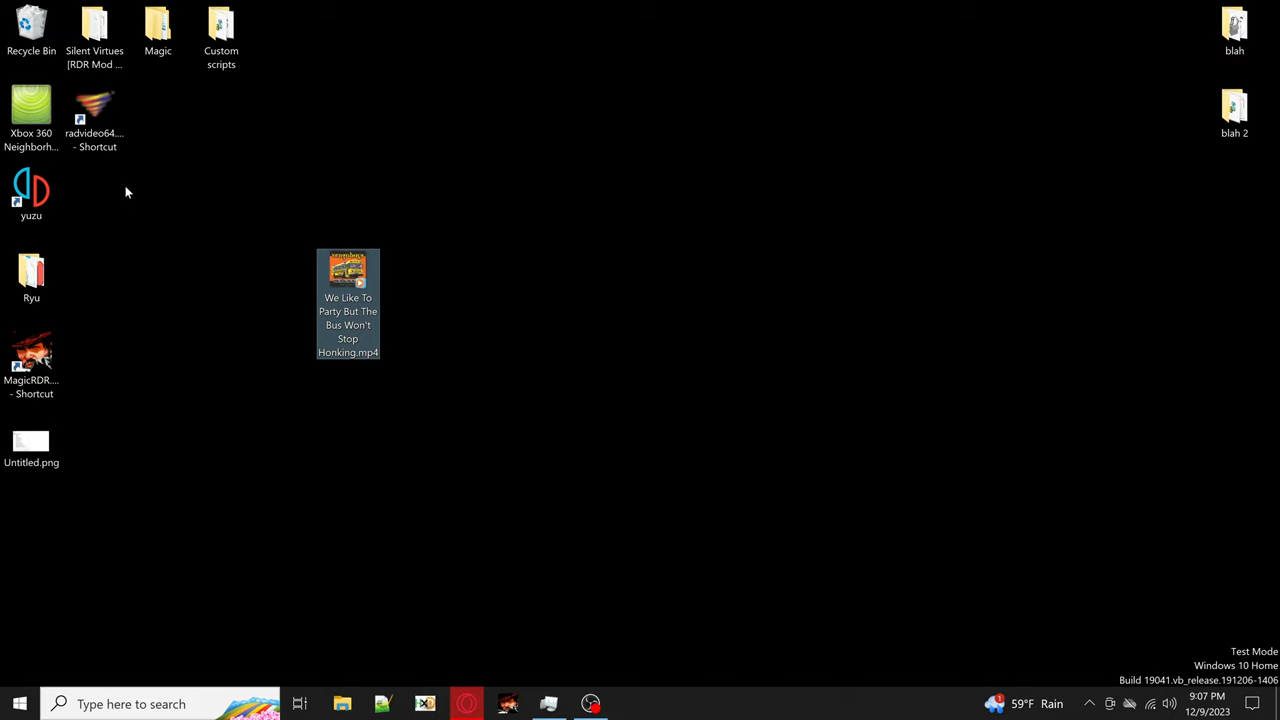 Recycle Bin
Silent Virtues
[RDR Mod ...
Magic
Custom
scripts
blah
Xbox 360
Neighborh...
radvideo64....
- Shortcut
blah 2
yuzu
Ryu
We Like To
Party But The
Bus Won't
Stop
Honking.mp4
MagicRDR....
- Shortcut
Untitled.png
Test Mode
Windows 10 Home
Build 19041.vb_release.191206-1406
Type here to search
1
59°F Rain
9:07 PM
12/9/2023